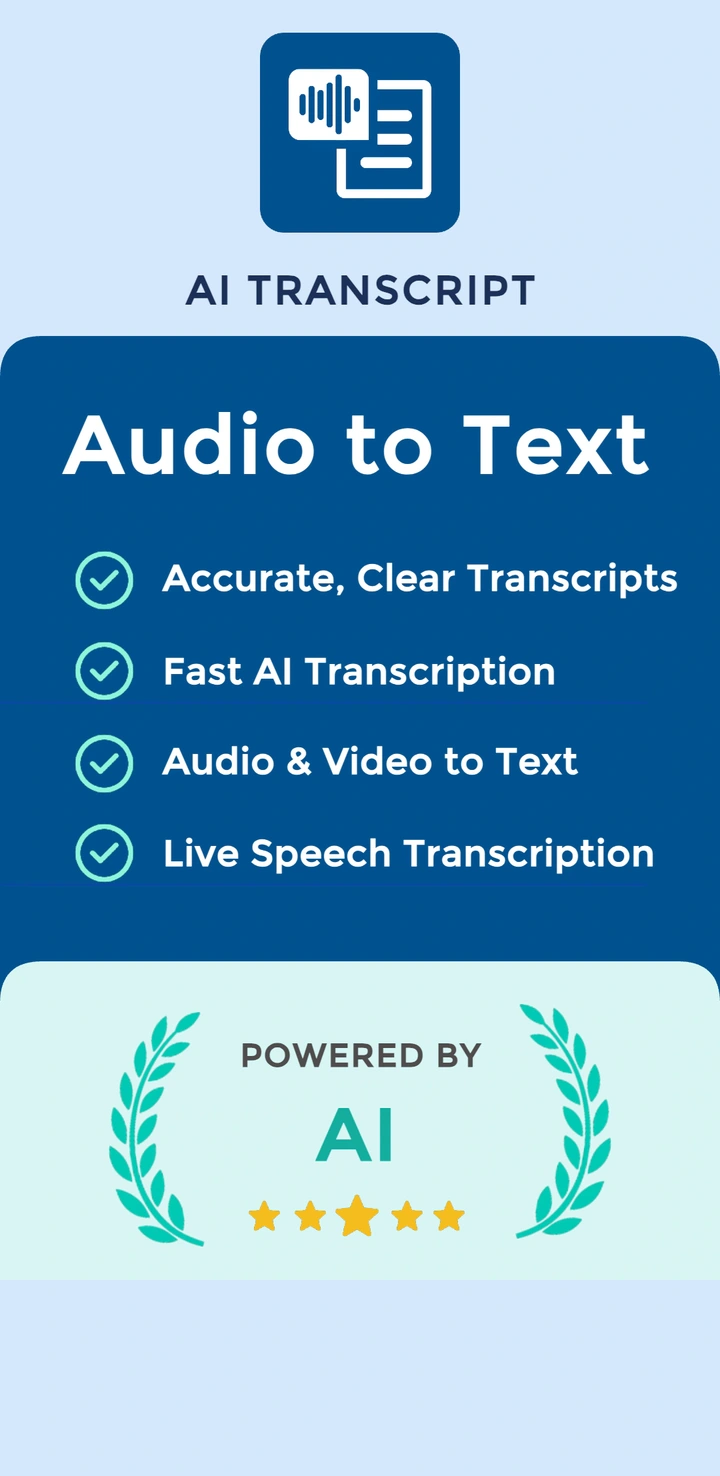 AI TRANSCRIPT
Audio to Text
Accurate, Clear Transcripts
Fast AI Transcription
Audio & Video to Text
Live Speech Transcription
POWERED BY
AI